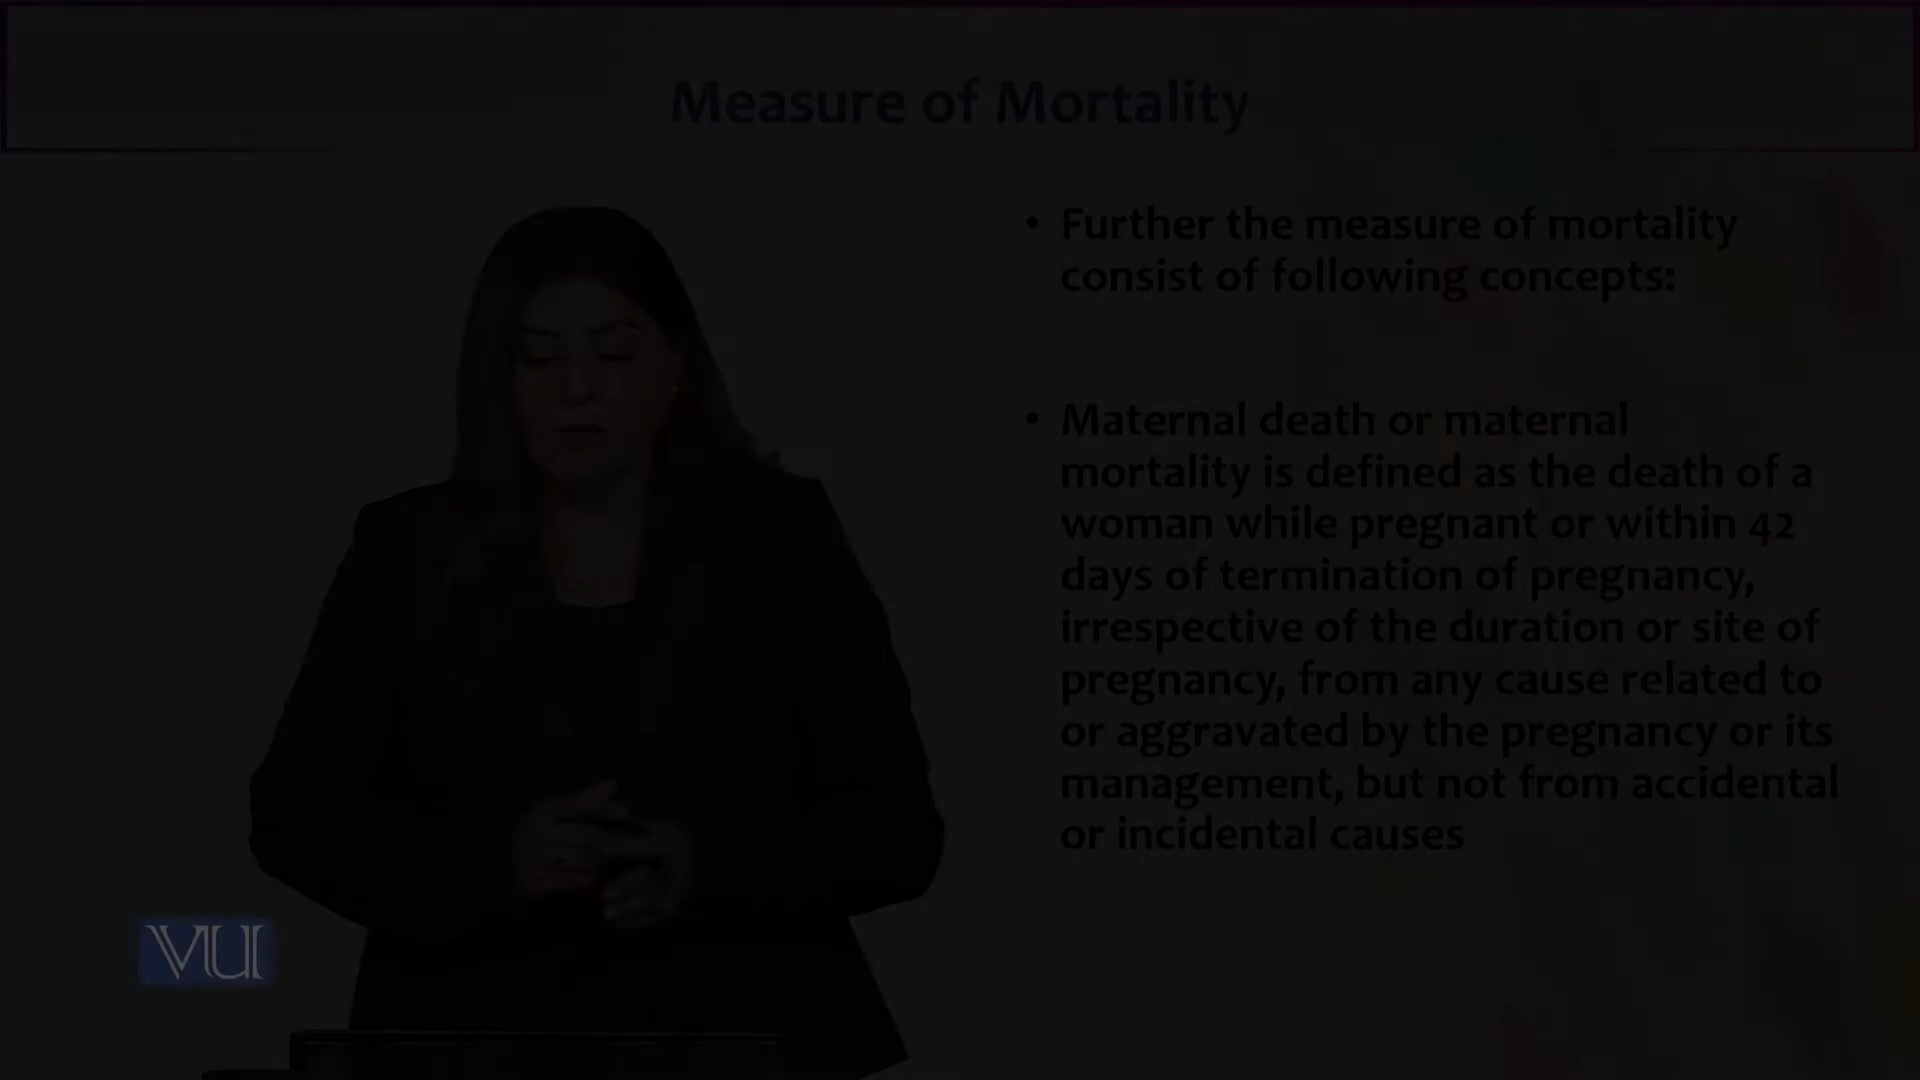 Measure of Mortality
• Further the measure of mortality
consist of following concepts:
• Maternal death or maternal
mortality is defined as the death of a
woman while pregnant or within 42
days of termination of pregnancy,
irrespective of the duration or site of
pregnancy, from any cause related to
or aggravated by the pregnancy or its
management, but not from accidental
or incidental causes
VU